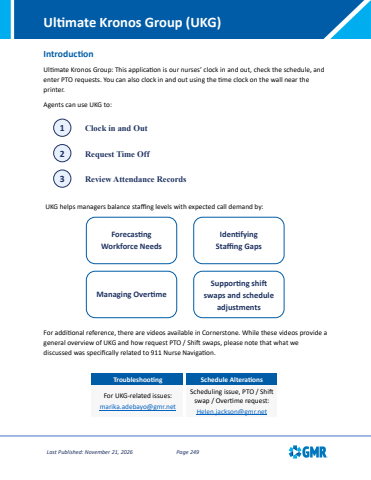 Ultimate Kronos Group (UKG)
Introduction
Ultimate Kronos Group: This application is our nurses' clock in and out, check the schedule, and
enter PTO requests. You can also clock in and out using the time clock on the wall near the
printer.
Agents can use UKG to:
1 Clock in and Out
2 Request Time Off
3 Review Attendance Records
UKG helps managers balance staffing levels with expected call demand by:
Forecasting
Workforce Needs
Identifying
Staffing Gaps
Managing Overtime
Supporting shift
swaps and schedule
adjustments
For additional reference, there are videos available in Cornerstone. While these videos provide a
general overview of UKG and how request PTO / Shift swaps, please note that what we
discussed was specifically related to 911 Nurse Navigation.
Troubleshooting
For UKG-related issues:
marika.adebayo@gmr.net
Schedule Alterations
Scheduling issue, PTO / Shift
swap / Overtime request:
Helen.jackson@gmr.net
Last Published: November 21, 2026 Page 249
GMR